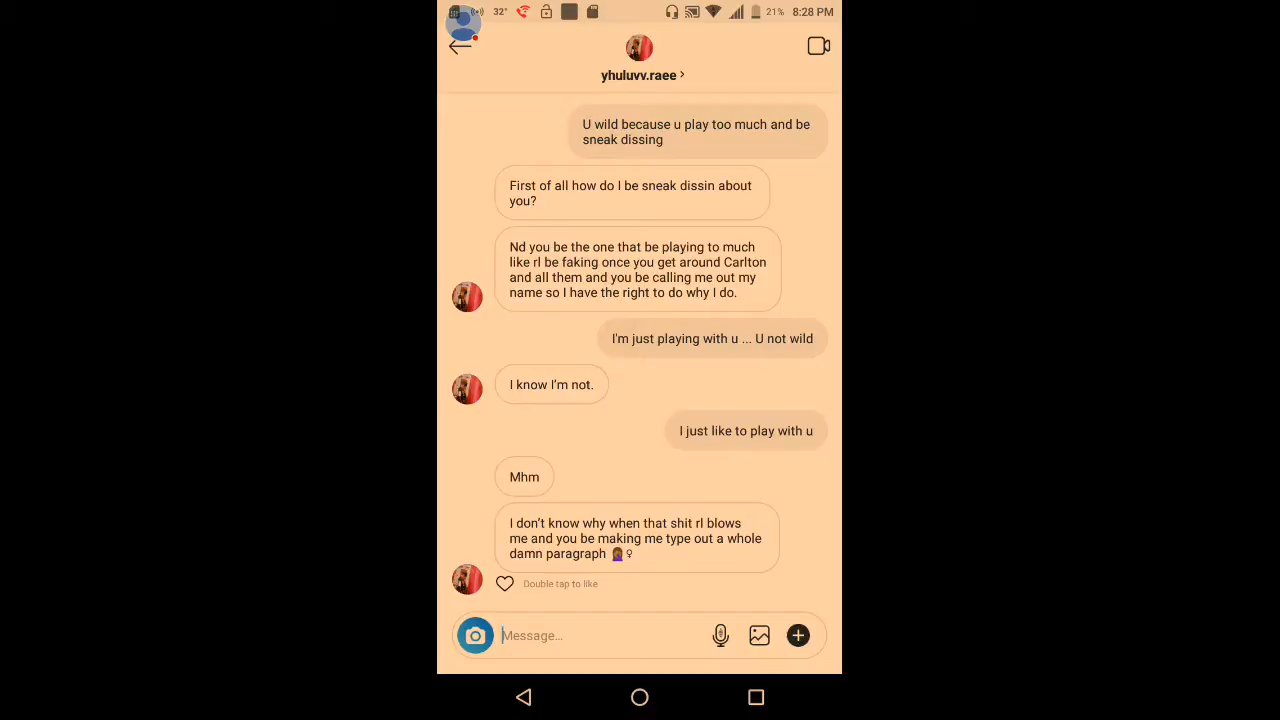 32°
21%
8:28 PM
yhuluvv.raee ›
U wild because u play too much and be
sneak dissing
First of all how do I be sneak dissin about
you?
Nd you be the one that be playing to much
like rl be faking once you get around Carlton
and all them and you be calling me out my
name so I have the right to do why I do.
I'm just playing with u ... U not wild
I know I’m not.
I just like to play with u
Mhm
I don’t know why when that shit rl blows
me and you be making me type out a whole
damn paragraph 🤦🏾‍♀
Double tap to like
Message…